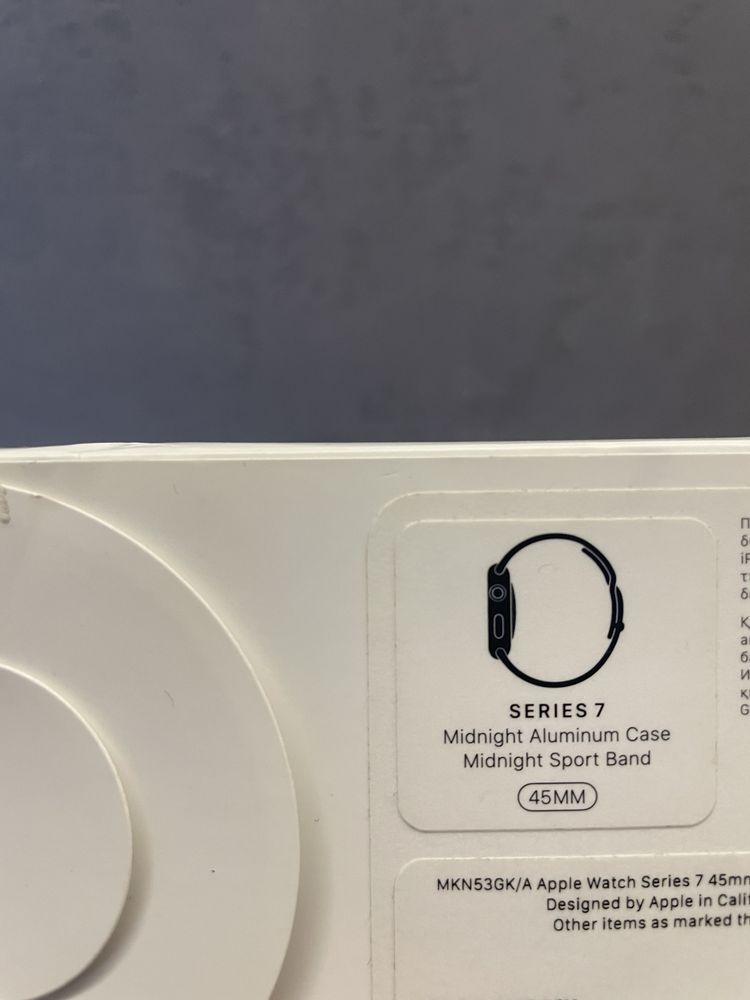 SERIES 7
Midnight Aluminum Case
Midnight Sport Band
45MM
MKN53GK/A Apple Watch Series 7 45mm
Designed by Apple in
Other items as marked